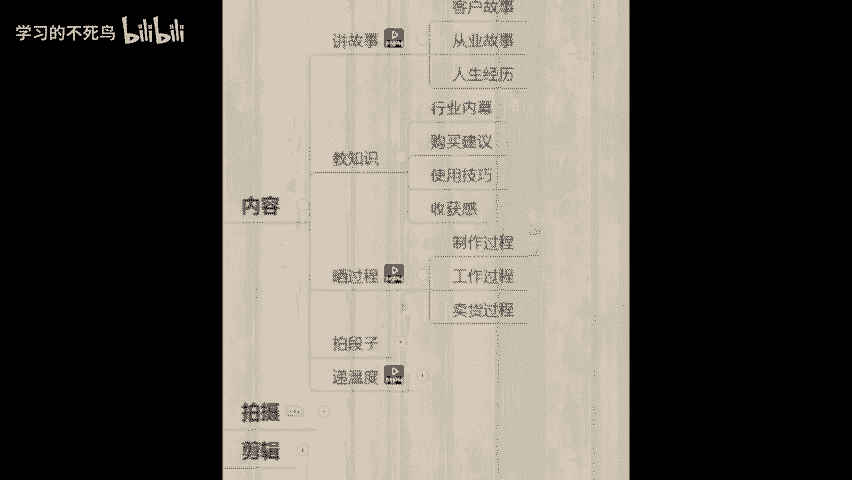 学习的不死鸟 bilibili
客户故事
讲故事
从业故事
人生经历
行业内幕
购买建议
教知识
使用技巧
内容
收获感
制作过程
晒过程
工作过程
卖货过程
拍段子
递温度
拍摄
剪辑